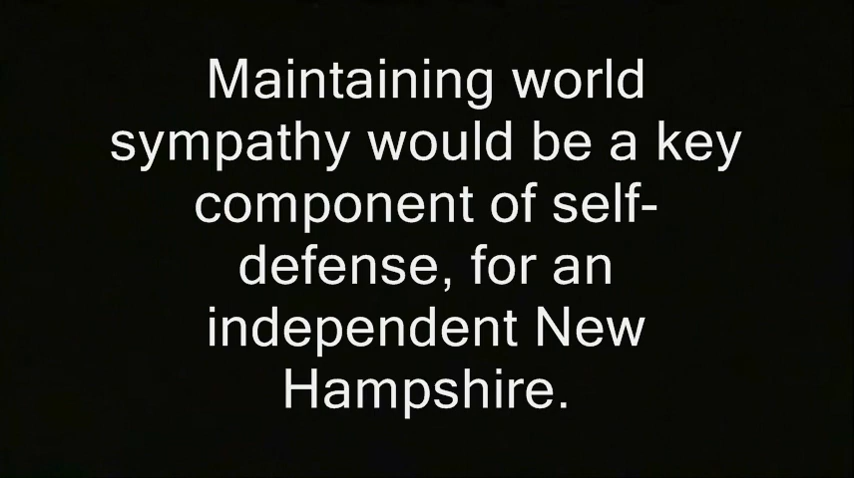 Maintaining world
sympathy would be a key
component of self-
defense, for an
independent New
Hampshire.